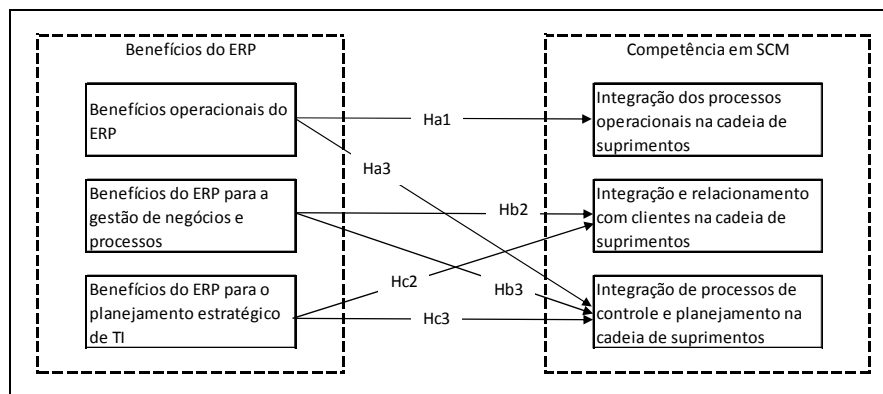 Benefícios do ERP
Benefícios operacionais do
ERP
Benefícios do ERP para a
gestão de negócios e
processos
Benefícios do ERP para o
planejamento estratégico
de TI
Ha1
Ha3
Hb2
Hc2
Hb3
Hc3
Competência em SCM
Integração dos processos
operacionais na cadeia de
suprimentos
Integração e relacionamento
com clientes na cadeia de
suprimentos
Integração de processos de
controle e planejamento na
cadeia de suprimentos